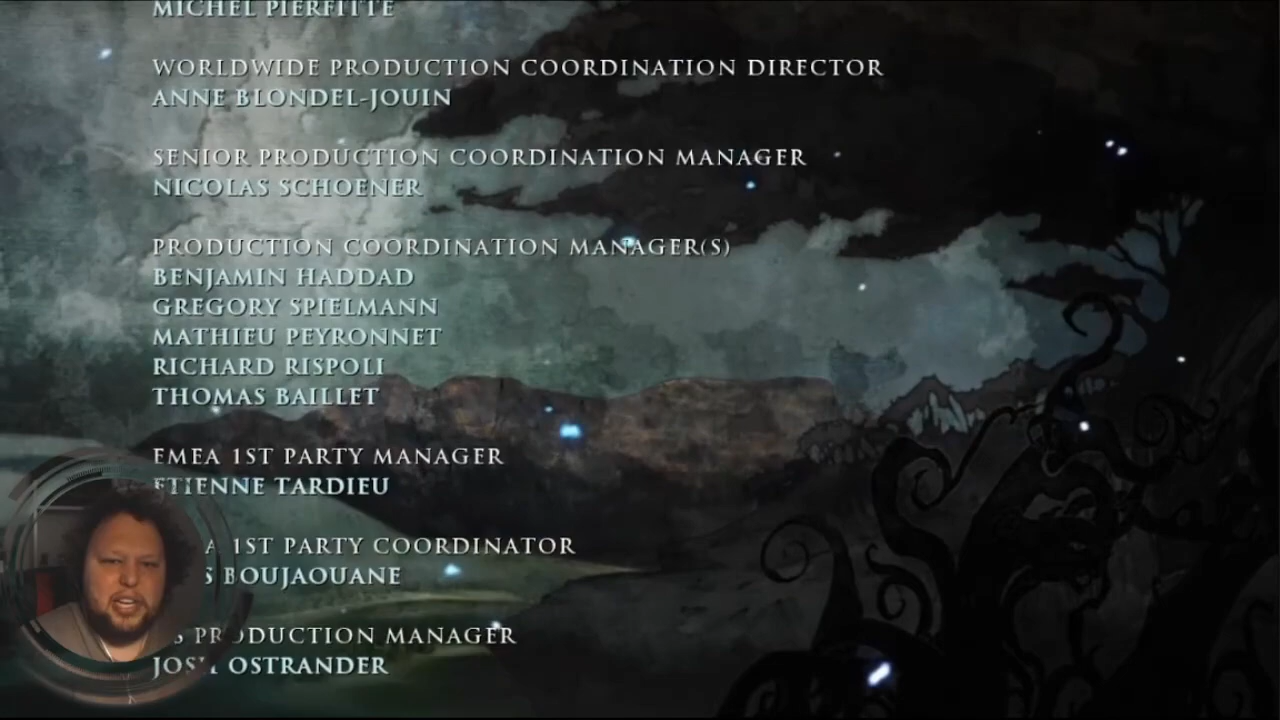 MICHEL PIERFITTE
WORLDWIDE PRODUCTION COORDINATION DIRECTOR
ANNE BLONDEL-JOUIN
SENIOR PRODUCTION COORDINATION MANAGER
NICOLAS SCHOENER
PRODUCTION COORDINATION MANAGER(S)
BENJAMIN HADDAD
GREGORY SPIELMANN
MATHIEU PEYRONNET
RICHARD RISPOLI
THOMAS BAILLET
EMEA 1ST PARTY MANAGER
ETIENNE TARDIEU
1ST PARTY COORDINATOR
BOUJAOUANE
PRODUCTION MANAGER
JOSH OSTRANDER